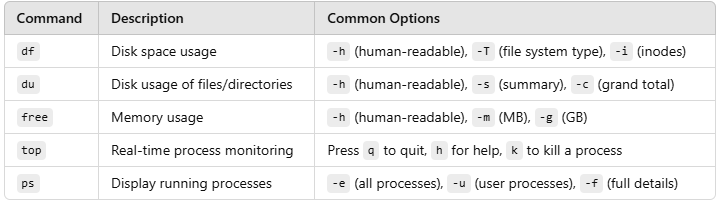 Command Description Common Options
df Disk space usage -h (human-readable), -T (file system type), -i (inodes)
du Disk usage of files/directories -h (human-readable), -s (summary), -c (grand total)
free Memory usage -h (human-readable), -m (MB), -g (GB)
top Real-time process monitoring Press q to quit, h for help, k to kill a process
ps Display running processes -e (all processes), -u (user processes), -f (full details)